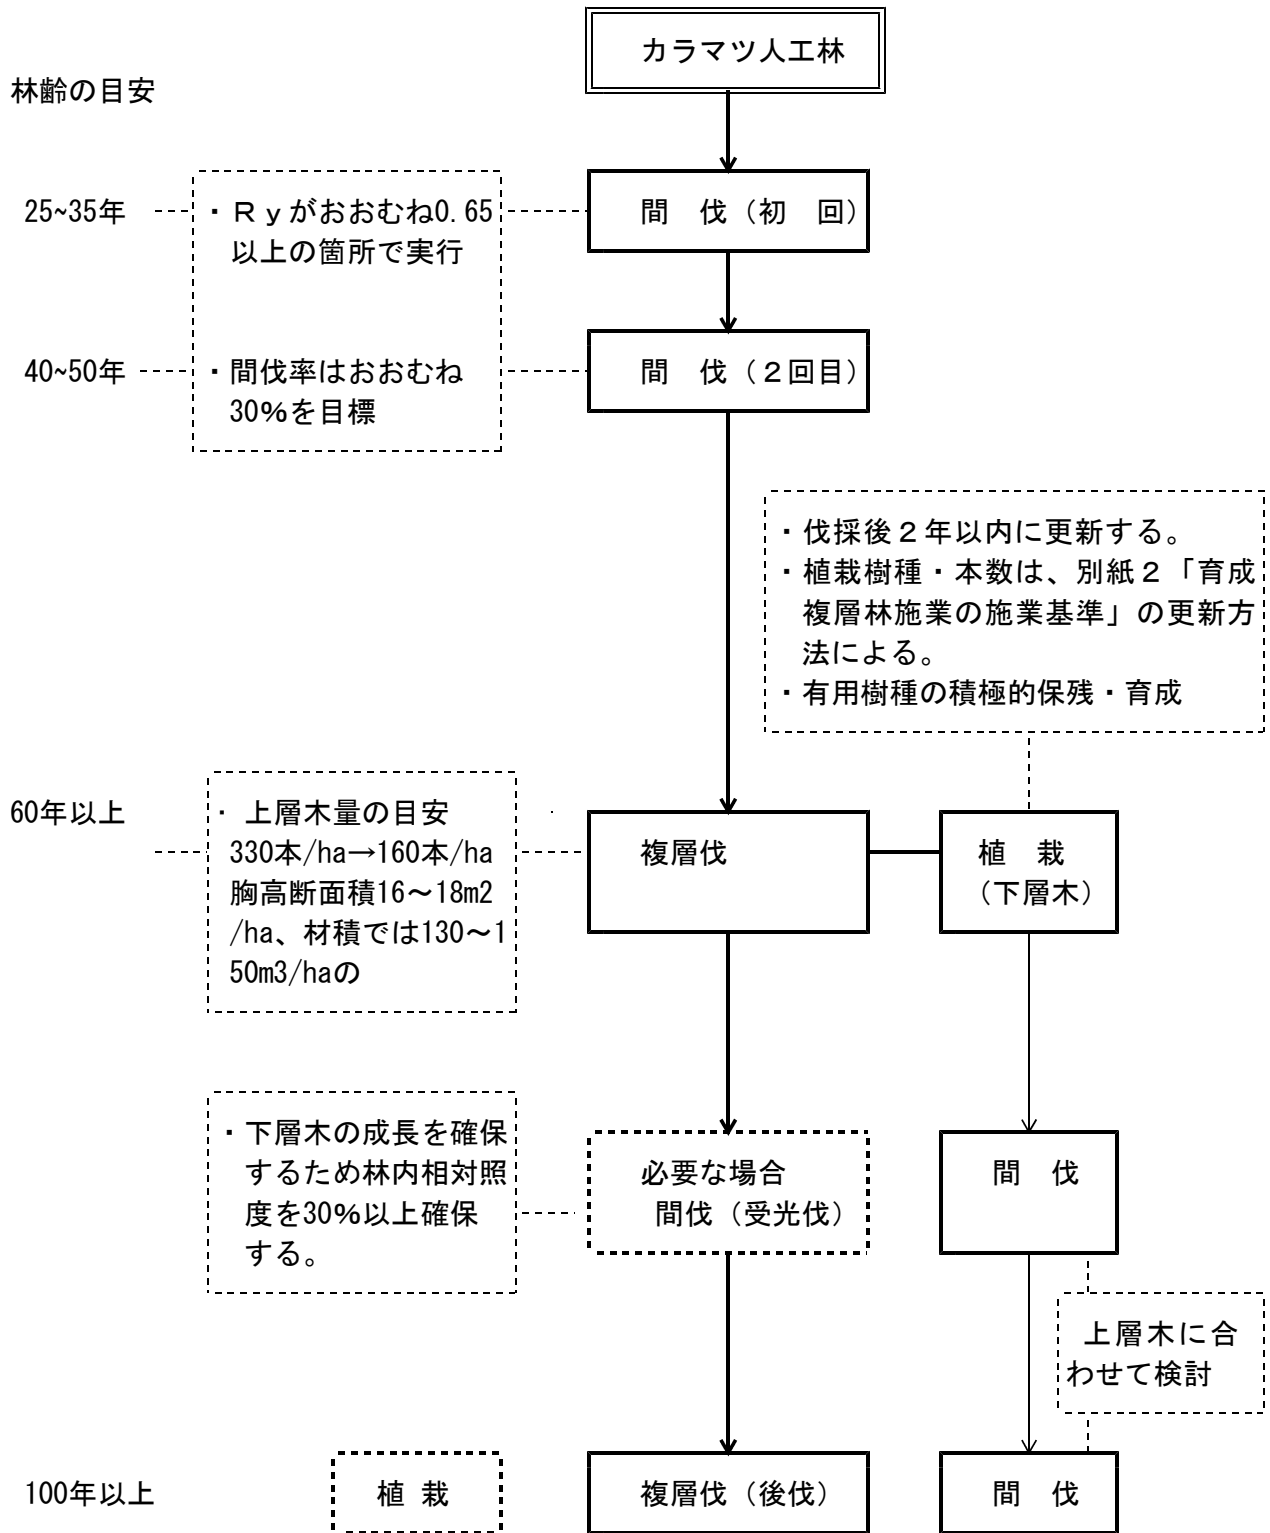 カラマツ人工林
林齢の目安
25~35年
・Ｒｙがおおむね0.65
以上の箇所で実行
間　伐（初　回）
40~50年
・間伐率はおおむね
30％を目標
間　伐（２回目）
・伐採後２年以内に更新する。
・植栽樹種・本数は、別紙２「育成
複層林施業の施業基準」の更新方
法による。
・有用樹種の積極的保残・育成
60年以上
・ 上層木量の目安
330本/ha→160本/ha
胸高断面積16～18m2
/ha、材積では130～1
50m3/haの
複層伐
植　栽
（下層木）
・下層木の成長を確保
するため林内相対照
度を30％以上確保
する。
必要な場合
間伐（受光伐）
間　伐
上層木に合
わせて検討
100年以上
植 栽
複層伐（後伐）
間　伐